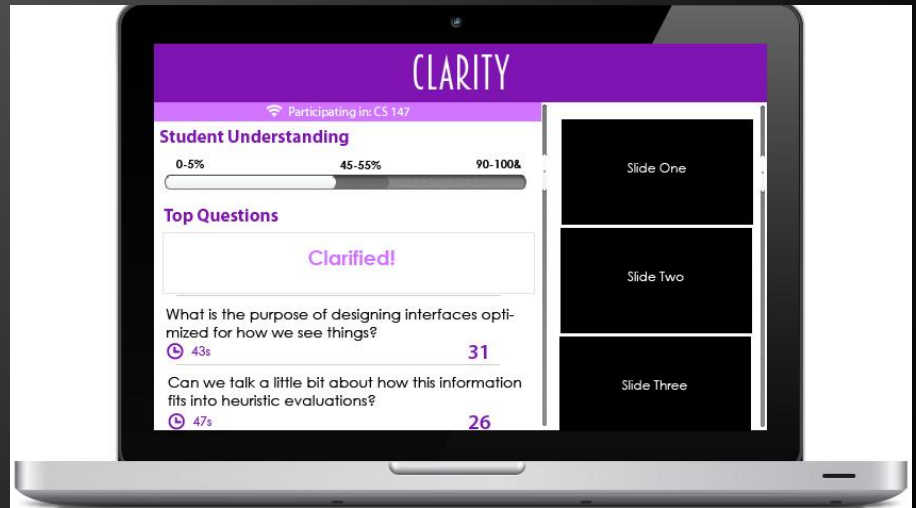 CLARITY
Participating in: CS 147
Student Understanding
0-5% 45-55% 90-100&
Top Questions
Clarified!
What is the purpose of designing interfaces opti-
mized for how we see things?
43s 31
Can we talk a little bit about how this information
fits into heuristic evaluations?
47s 26
Slide One
Slide Two
Slide Three